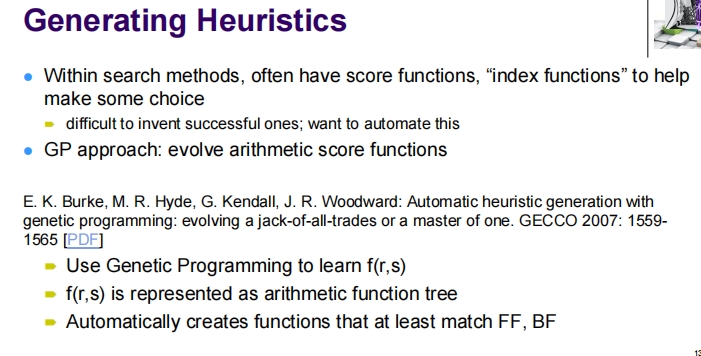 Generating Heuristics
Within search methods, often have score functions, “index functions” to help
make some choice
difficult to invent successful ones; want to automate this
GP approach: evolve arithmetic score functions
E. K. Burke, M. R. Hyde, G. Kendall, J. R. Woodward: Automatic heuristic generation with
genetic programming: evolving a jack-of-all-trades or a master of one. GECCO 2007: 1559-
1565 [PDF]
Use Genetic Programming to learn f(r,s)
f(r,s) is represented as arithmetic function tree
Automatically creates functions that at least match FF, BF
13